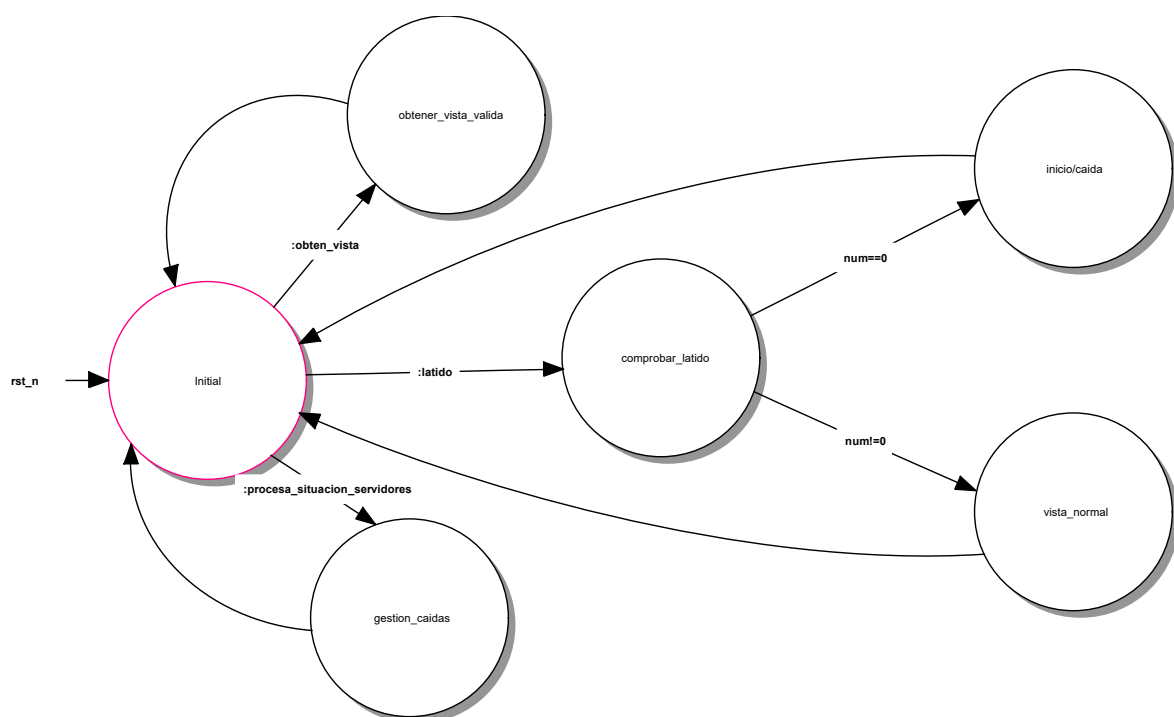 obtener_vista_valida
inicio/caida
:obten_vista
num==0
comprobar_latido
:latido
rst_n
Initial
num!=0
:procesa_situacion_servidores
vista_normal
gestion_caidas